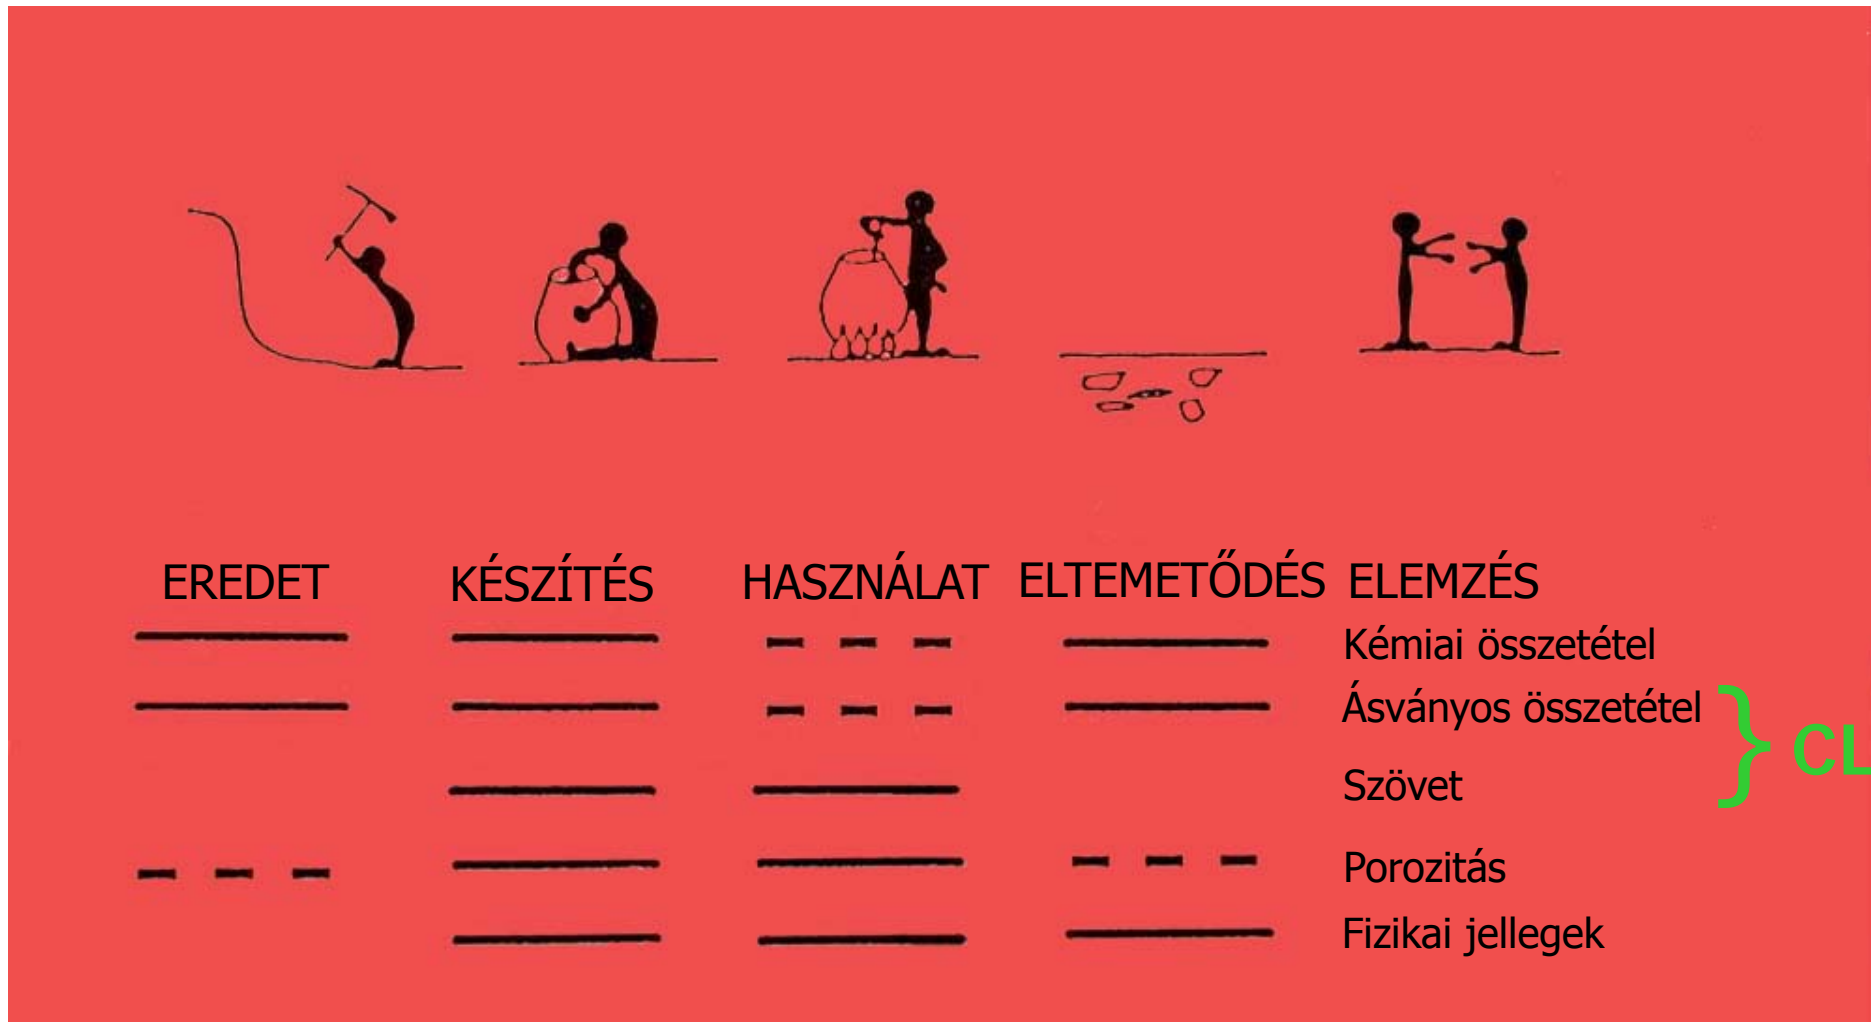 EREDET KÉSZÍTÉS HASZNÁLAT ELTEMETŐDÉS ELEMZÉS
Kémiai összetétel
Ásványos összetétel
} CL
Szövet
Porozitás
Fizikai jellegek